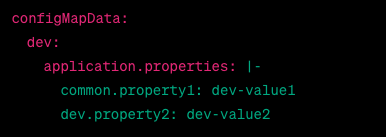 configMapData:
  dev:
    application.properties: |-
      common.property1: dev-value1
      dev.property2: dev-value2